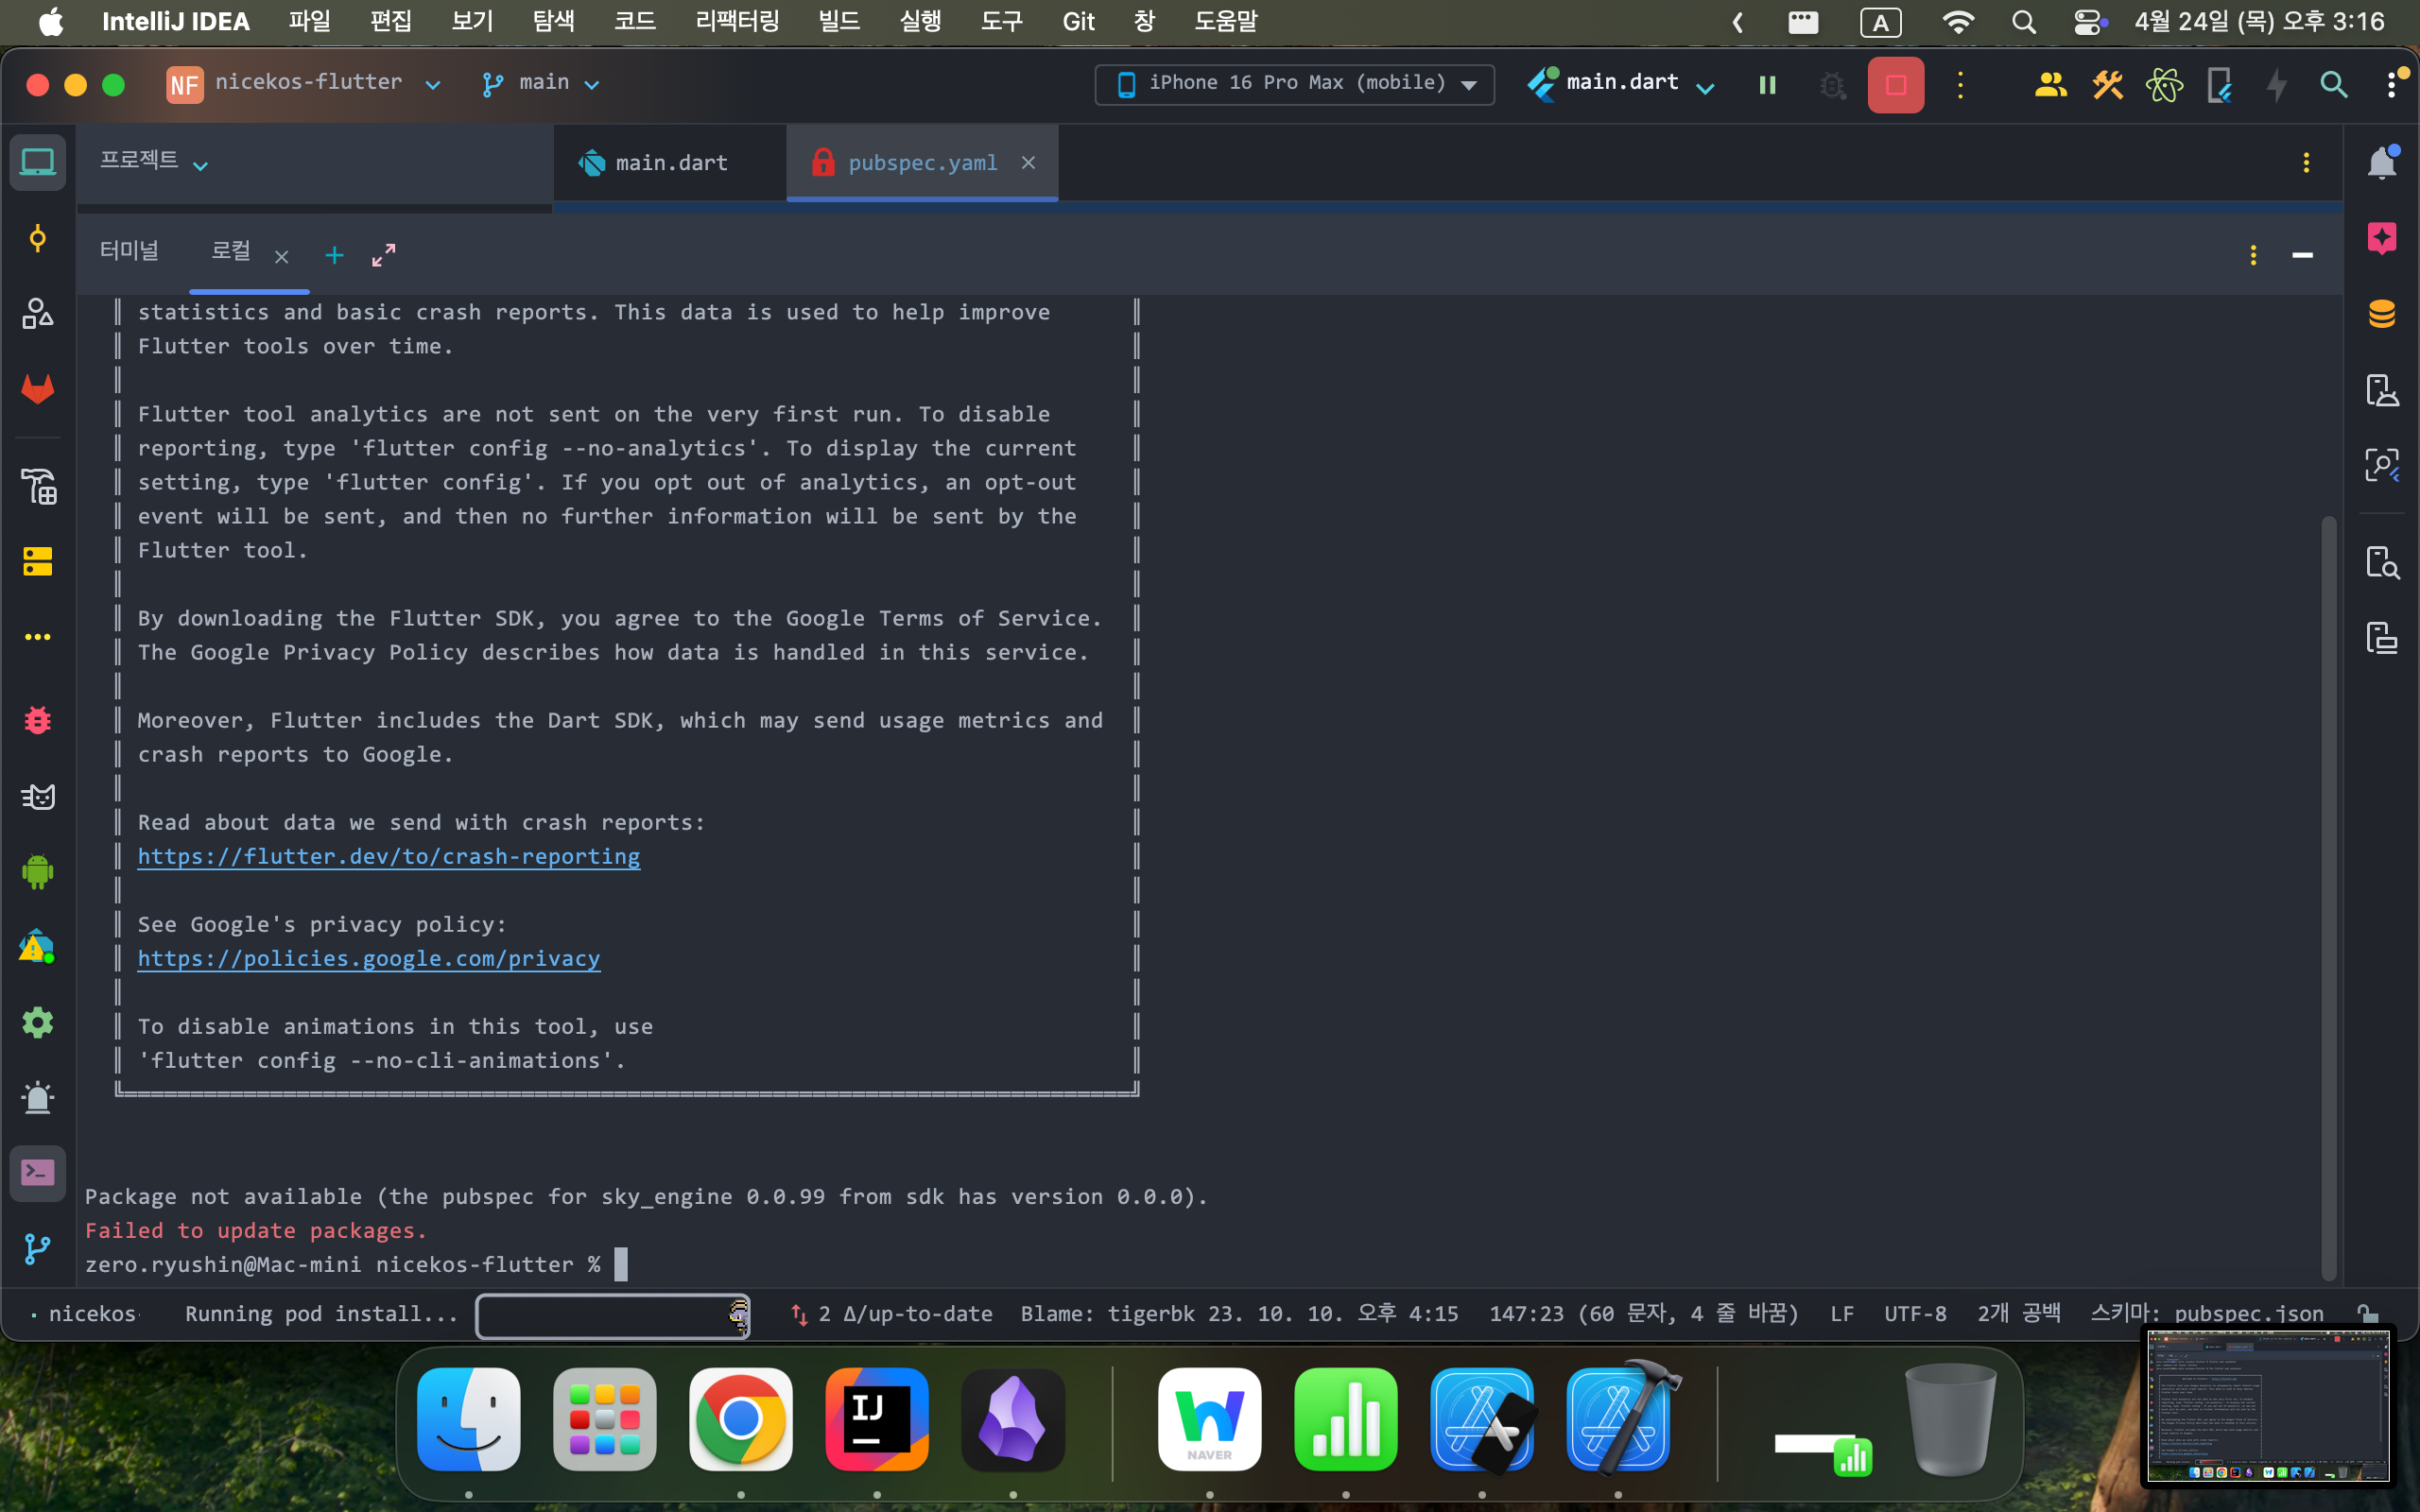 IntelliJ IDEA 파일 편집 보기 탐색 코드 리팩터링 빌드 실행 도구 Git 창 도움말 A 4월 24일 (목) 오후 3:16
NF nicekos-flutter main iPhone 16 Pro Max (mobile) main.dart
프로젝트 main.dart pubspec.yaml
터미널 로컬
statistics and basic crash reports. This data is used to help improve
Flutter tools over time.
Flutter tool analytics are not sent on the very first run. To disable
reporting, type 'flutter config --no-analytics'. To display the current
setting, type 'flutter config'. If you opt out of analytics, an opt-out
event will be sent, and then no further information will be sent by the
Flutter tool.
By downloading the Flutter SDK, you agree to the Google Terms of Service.
The Google Privacy Policy describes how data is handled in this service.
Moreover, Flutter includes the Dart SDK, which may send usage metrics and
crash reports to Google.
Read about data we send with crash reports:
https://flutter.dev/to/crash-reporting
See Google's privacy policy:
https://policies.google.com/privacy
To disable animations in this tool, use
'flutter config --no-cli-animations'.
Package not available (the pubspec for sky_engine 0.0.99 from sdk has version 0.0.0).
Failed to update packages.
zero.ryushin@Mac-mini nicekos-flutter %
nicekos Running pod install... 2 Δ/up-to-date Blame: tigerbk 23. 10. 10. 오후 4:15 147:23 (60 문자, 4 줄 바꿈) LF UTF-8 2개 공백 스키마: pubspec.json
IJ
NAVER